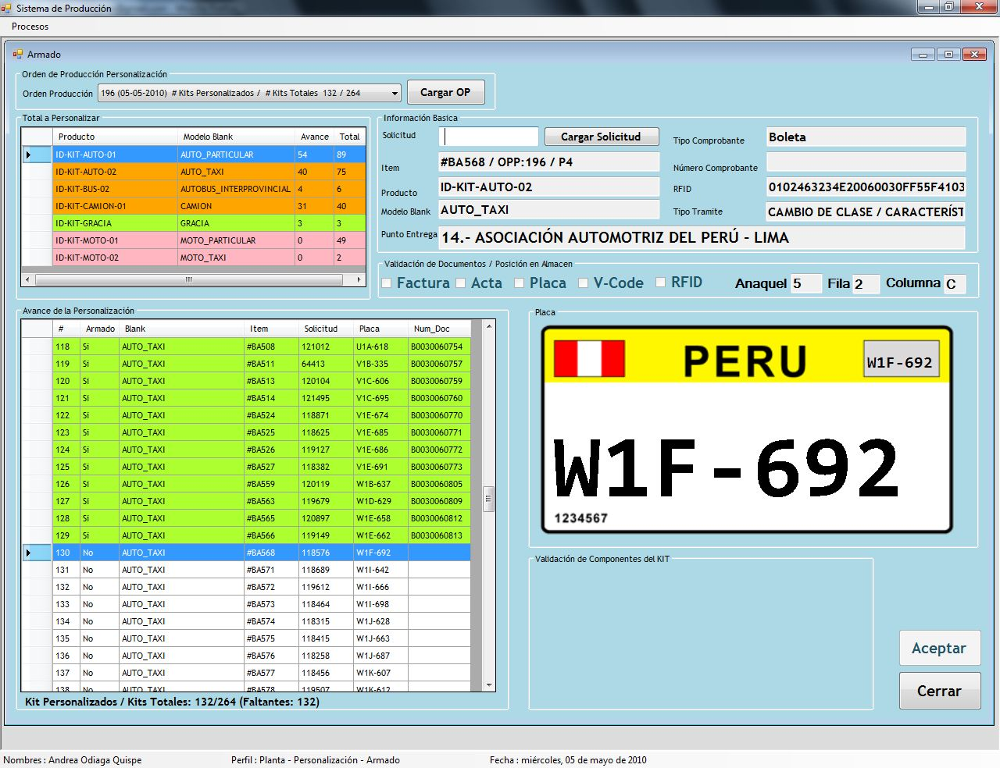 Sistema de Producción
Procesos
Armado
Orden de Producción Personalización
Orden Producción 196 (05-05-2010) # Kits Personalizados / # Kits Totales 132 / 264 Cargar OP
Total a Personalizar
Producto Modelo Blank Avance Total
ID-KIT-AUTO-01 AUTO_PARTICULAR 54 89
ID-KIT-AUTO-02 AUTO_TAXI 40 75
ID-KIT-BUS-02 AUTOBUS_INTERPROVINCIAL 4 6
ID-KIT-CAMION-01 CAMION 31 40
ID-KIT-GRACIA GRACIA 3 3
ID-KIT-MOTO-01 MOTO_PARTICULAR 0 49
ID-KIT-MOTO-02 MOTO_TAXI 0 2
Información Basica
Solicitud Cargar Solicitud Tipo Comprobante Boleta
Item #BA568 / OPP:196 / P4 Número Comprobante
Producto ID-KIT-AUTO-02 RFID 0102463234E20060030FF55F4103
Modelo Blank AUTO_TAXI Tipo Tramite CAMBIO DE CLASE / CARACTERÍST
Punto Entrega 14.- ASOCIACIÓN AUTOMOTRIZ DEL PERÚ - LIMA
Validación de Documentos / Posición en Almacen
Factura Acta Placa V-Code RFID Anaquel 5 Fila 2 Columna C
Avance de la Personalización
# Armado Blank Item Solicitud Placa Num_Doc
118 Si AUTO_TAXI #BA508 121012 U1A-618 B0030060754
119 Si AUTO_TAXI #BA511 64413 V1B-335 B0030060757
120 Si AUTO_TAXI #BA513 120104 V1C-606 B0030060759
121 Si AUTO_TAXI #BA514 121495 V1C-695 B0030060760
122 Si AUTO_TAXI #BA524 118871 V1E-674 B0030060770
123 Si AUTO_TAXI #BA525 118625 V1E-685 B0030060771
124 Si AUTO_TAXI #BA526 119127 V1E-686 B0030060772
125 Si AUTO_TAXI #BA527 118382 V1E-691 B0030060773
126 Si AUTO_TAXI #BA559 120119 W1B-637 B0030060805
127 Si AUTO_TAXI #BA563 119679 W1D-629 B0030060809
128 Si AUTO_TAXI #BA565 120897 W1E-658 B0030060812
129 Si AUTO_TAXI #BA566 119149 W1E-662 B0030060813
130 No AUTO_TAXI #BA568 118576 W1F-692
131 No AUTO_TAXI #BA571 118689 W1I-642
132 No AUTO_TAXI #BA572 119612 W1I-666
133 No AUTO_TAXI #BA573 118464 W1I-698
134 No AUTO_TAXI #BA574 118315 W1J-628
135 No AUTO_TAXI #BA575 118415 W1J-663
136 No AUTO_TAXI #BA576 118258 W1J-687
137 No AUTO_TAXI #BA577 118456 W1K-607
138 No AUTO_TAXI #BA578 119507 W1K-612
Kit Personalizados / Kits Totales: 132/264 (Faltantes: 132)
Placa
PERU W1F-692
W1F-692
1234567
Validación de Componentes del KIT
Aceptar
Cerrar
Nombres : Andrea Odiaga Quispe Perfil : Planta - Personalización - Armado Fecha : miércoles, 05 de mayo de 2010